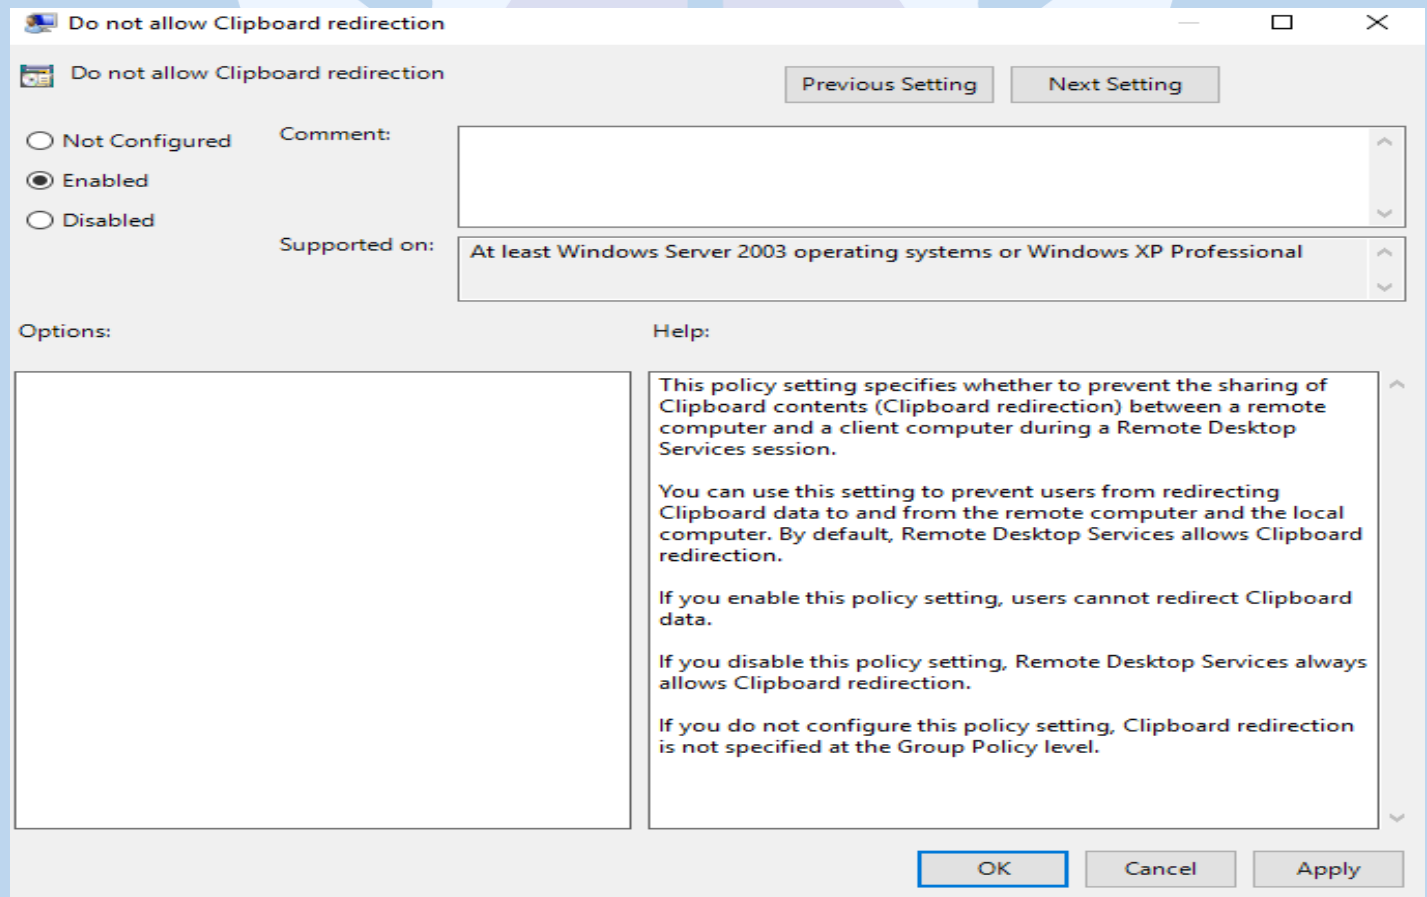 Do not allow Clipboard redirection
Do not allow Clipboard redirection
Previous Setting
Next Setting
Not Configured
Enabled
Disabled
Comment:
Supported on:
At least Windows Server 2003 operating systems or Windows XP Professional
Options:
Help:
This policy setting specifies whether to prevent the sharing of
Clipboard contents (Clipboard redirection) between a remote
computer and a client computer during a Remote Desktop
Services session.
You can use this setting to prevent users from redirecting
Clipboard data to and from the remote computer and the local
computer. By default, Remote Desktop Services allows Clipboard
redirection.
If you enable this policy setting, users cannot redirect Clipboard
data.
If you disable this policy setting, Remote Desktop Services always
allows Clipboard redirection.
If you do not configure this policy setting, Clipboard redirection
is not specified at the Group Policy level.
OK
Cancel
Apply